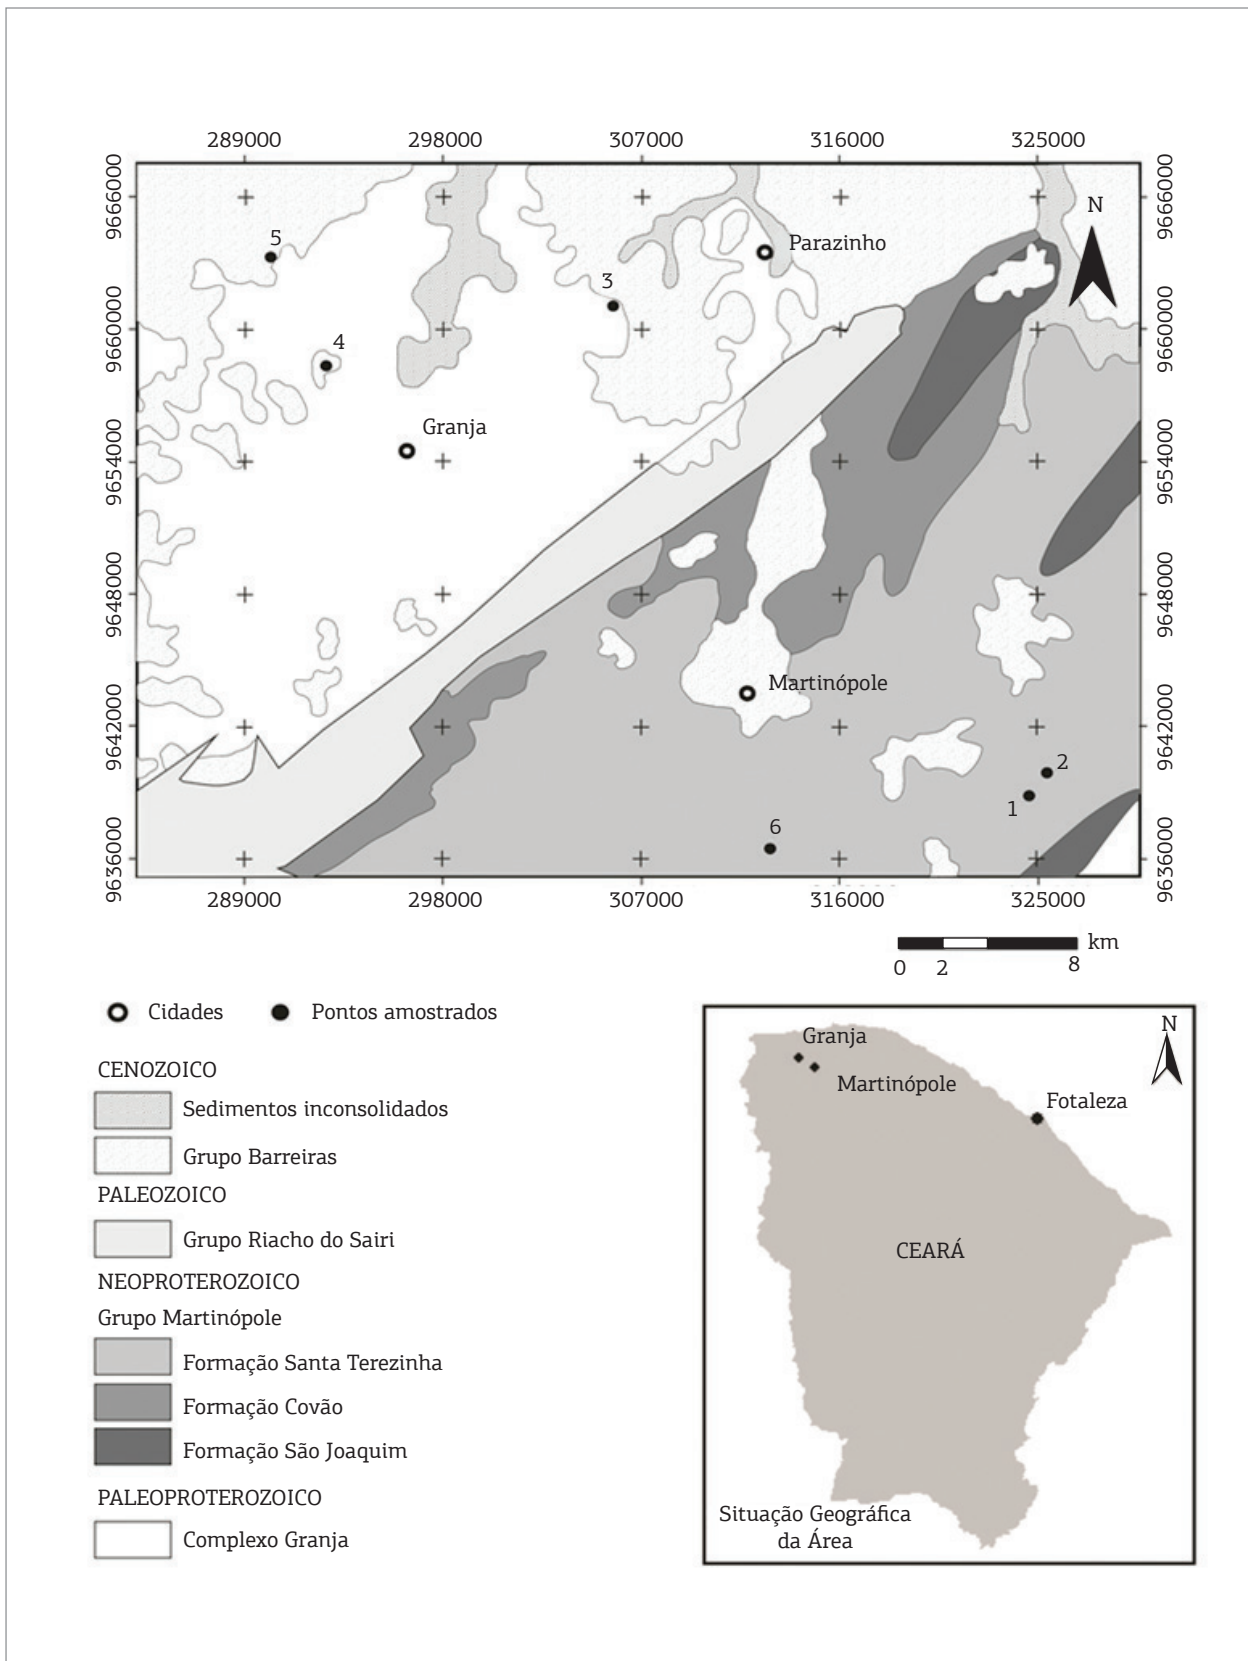 289000 298000 307000 316000 325000
9666000 9666000
N
5
Parazinho
3
9660000 9660000
4
Granja
9654000 9654000
9648000 9648000
Martinópole
9642000 9642000
2
1
6
9636000 9636000
289000 298000 307000 316000 325000
km
0 2 8
Cidades Pontos amostrados
CENOZOICO
Sedimentos inconsolidados
Grupo Barreiras
PALEOZOICO
Grupo Riacho do Sairi
NEOPROTEROZOICO
Grupo Martinópole
Formação Santa Terezinha
Formação Covão
Formação São Joaquim
PALEOPROTEROZOICO
Complexo Granja
N
Granja
Martinópole
Fotaleza
CEARÁ
Situação Geográfica
da Área